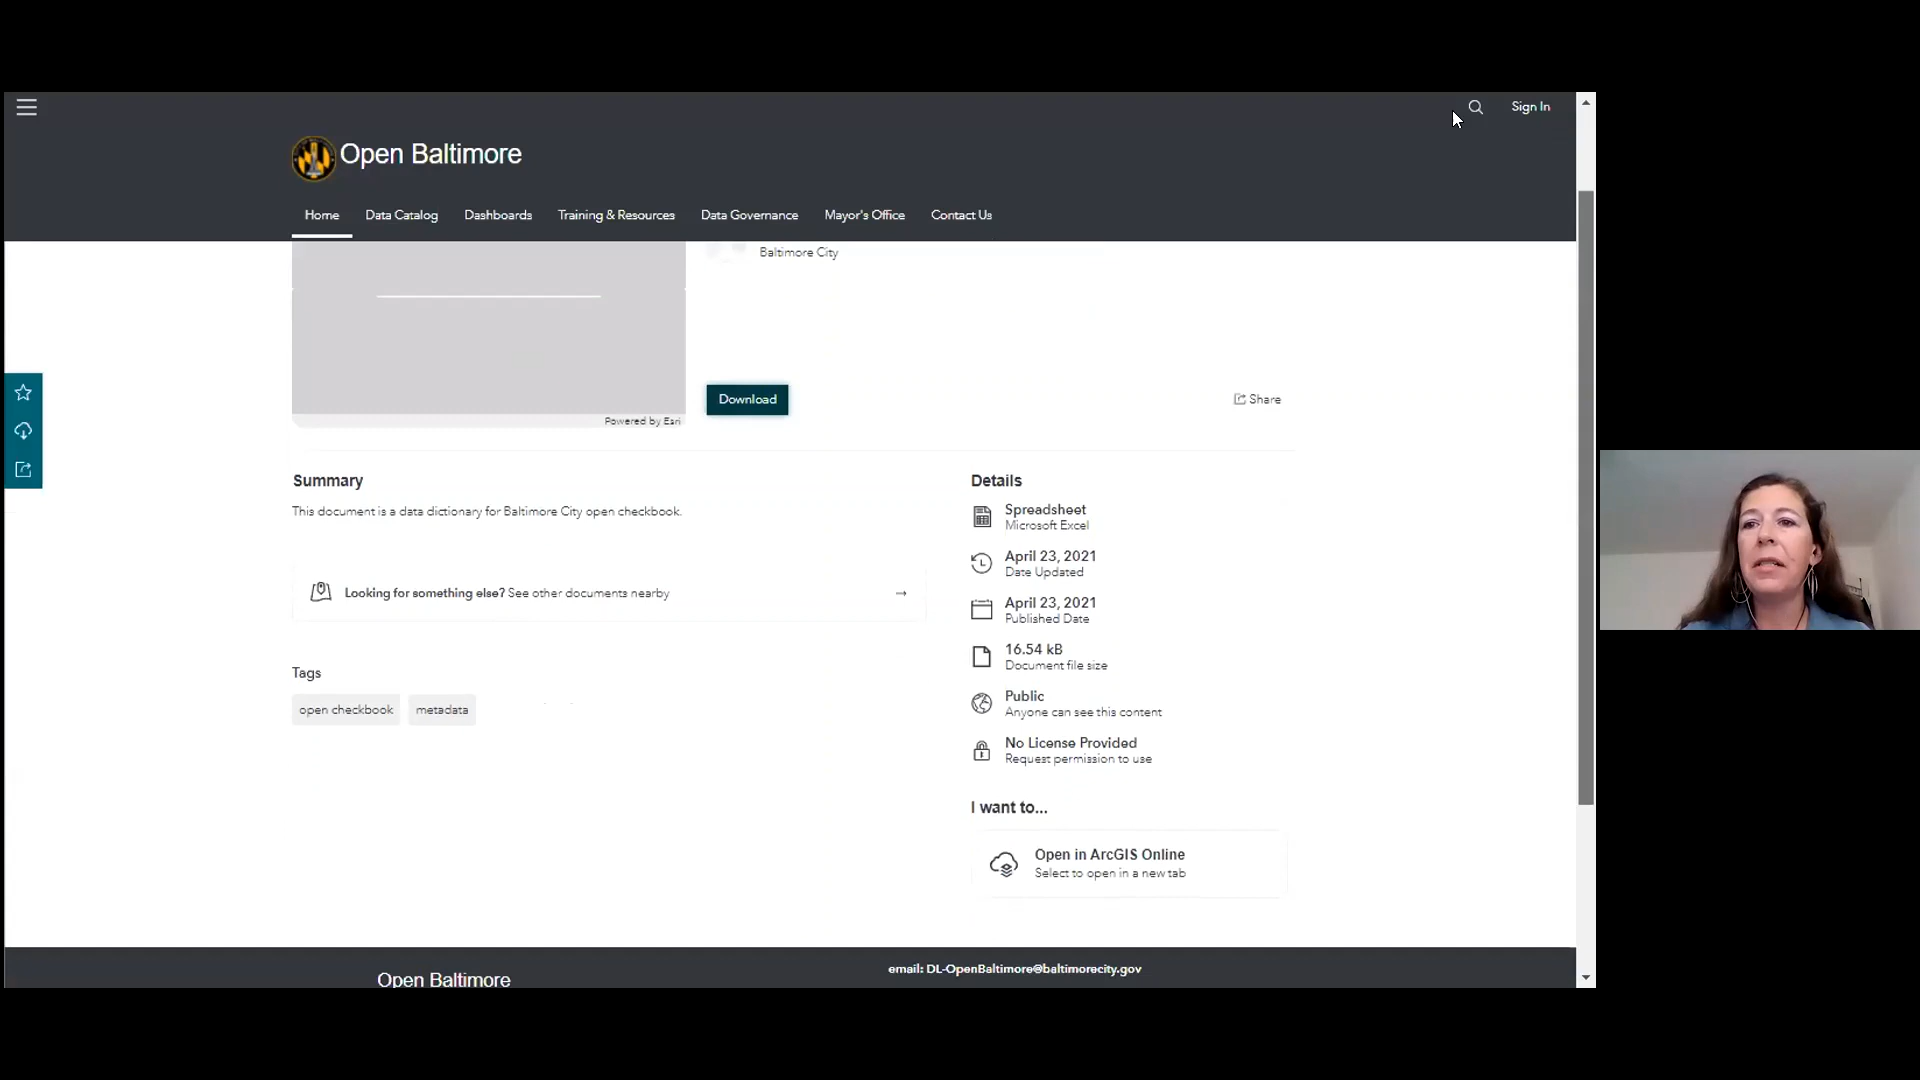 Sign In
Open Baltimore
Home Data Catalog Dashboards Training & Resources Data Governance Mayor's Office Contact Us
Baltimore City
Download
Share
Powered by Esri
Summary
This document is a data dictionary for Baltimore City open checkbook.
Looking for something else? See other documents nearby →
Tags
open checkbook metadata
Details
Spreadsheet
Microsoft Excel
April 23, 2021
Date Updated
April 23, 2021
Published Date
16.54 kB
Document file size
Public
Anyone can see this content
No License Provided
Request permission to use
I want to...
Open in ArcGIS Online
Select to open in a new tab
Open Baltimore
email: DL-OpenBaltimore@baltimorecity.gov